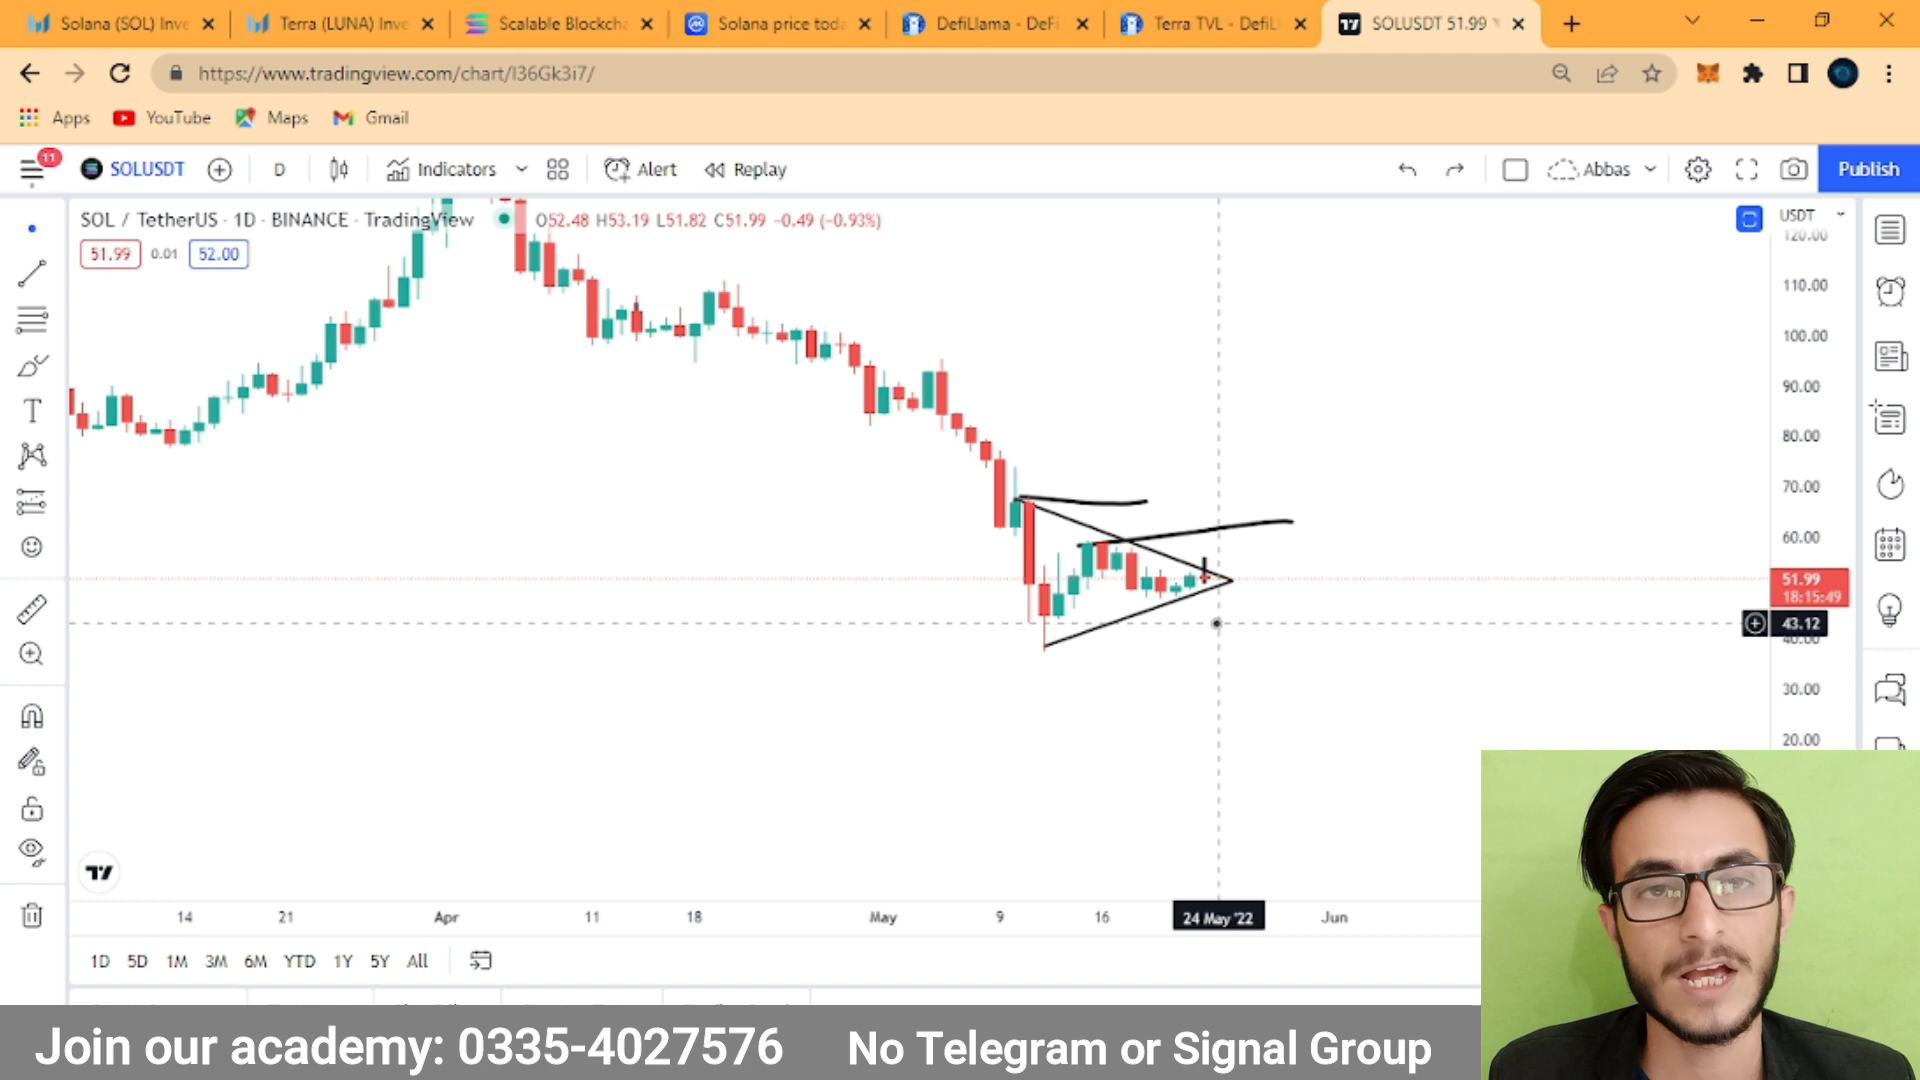 Solana (SOL) Inve
Terra (LUNA) Inve
Scalable Blockcha
Solana price toda
DefiLlama - DeFi
Terra TVL - DefiLl
SOLUSDT 51.99
https://www.tradingview.com/chart/I36Gk3i7/
Apps YouTube Maps Gmail
11 SOLUSDT D Indicators Alert Replay Abbas Publish
SOL / TetherUS · 1D · BINANCE · TradingView O52.48 H53.19 L51.82 C51.99 -0.49 (-0.93%) USDT
51.99 0.01 52.00
120.00
110.00
100.00
90.00
80.00
70.00
60.00
51.99
18:15:49
43.12
40.00
30.00
20.00
14 21 Apr 11 18 May 9 16 24 May '22 Jun
1D 5D 1M 3M 6M YTD 1Y 5Y All
Join our academy: 0335-4027576 No Telegram or Signal Group